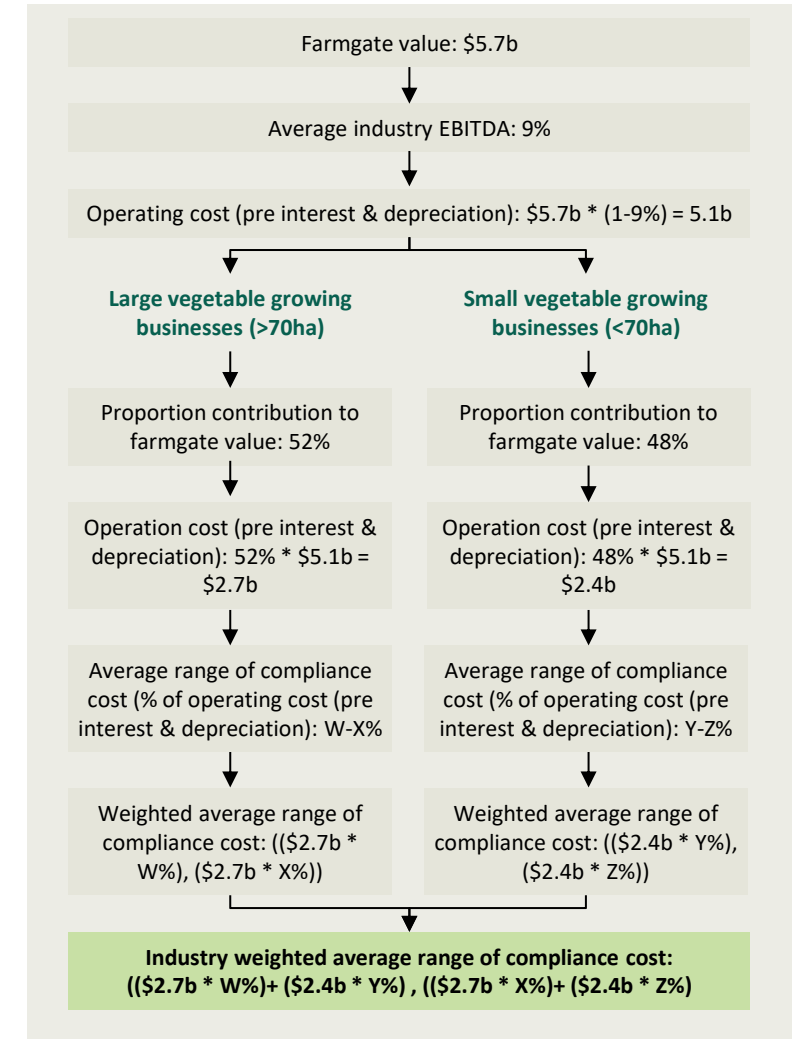 Farmgate value: $5.7b
Average industry EBITDA: 9%
Operating cost (pre interest & depreciation): $5.7b * (1-9%) = 5.1b
Large vegetable growing
businesses (>70ha)
Small vegetable growing
businesses (<70ha)
Proportion contribution to
farmgate value: 52%
Proportion contribution to
farmgate value: 48%
Operation cost (pre interest &
depreciation): 52% * $5.1b =
$2.7b
Operation cost (pre interest &
depreciation): 48% * $5.1b =
$2.4b
Average range of compliance
cost (% of operating cost (pre
interest & depreciation): W-X%
Average range of compliance
cost (% of operating cost (pre
interest & depreciation): Y-Z%
Weighted average range of
compliance cost: (($2.7b *
W%), ($2.7b * X%))
Weighted average range of
compliance cost: (($2.4b * Y%),
($2.4b * Z%))
Industry weighted average range of compliance cost:
(($2.7b * W%)+ ($2.4b * Y%) , (($2.7b * X%)+ ($2.4b * Z%)